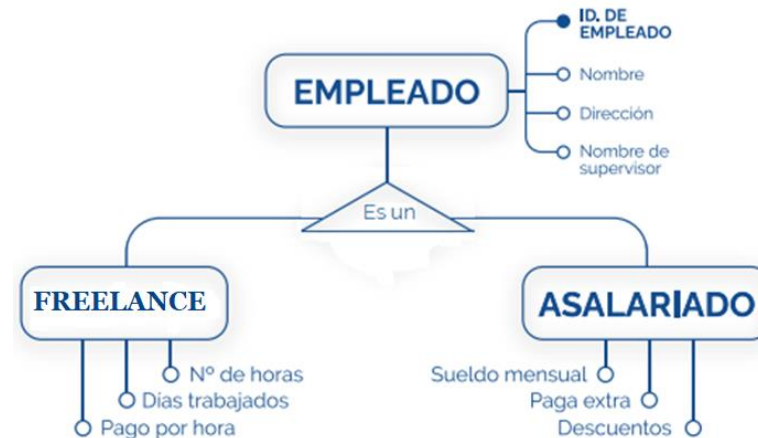 ID. DE
EMPLEADO
EMPLEADO
Nombre
Dirección
Nombre de
supervisor
Es un
FREELANCE
ASALARIADO
Nº de horas
Días trabajados
Pago por hora
Sueldo mensual
Paga extra
Descuentos